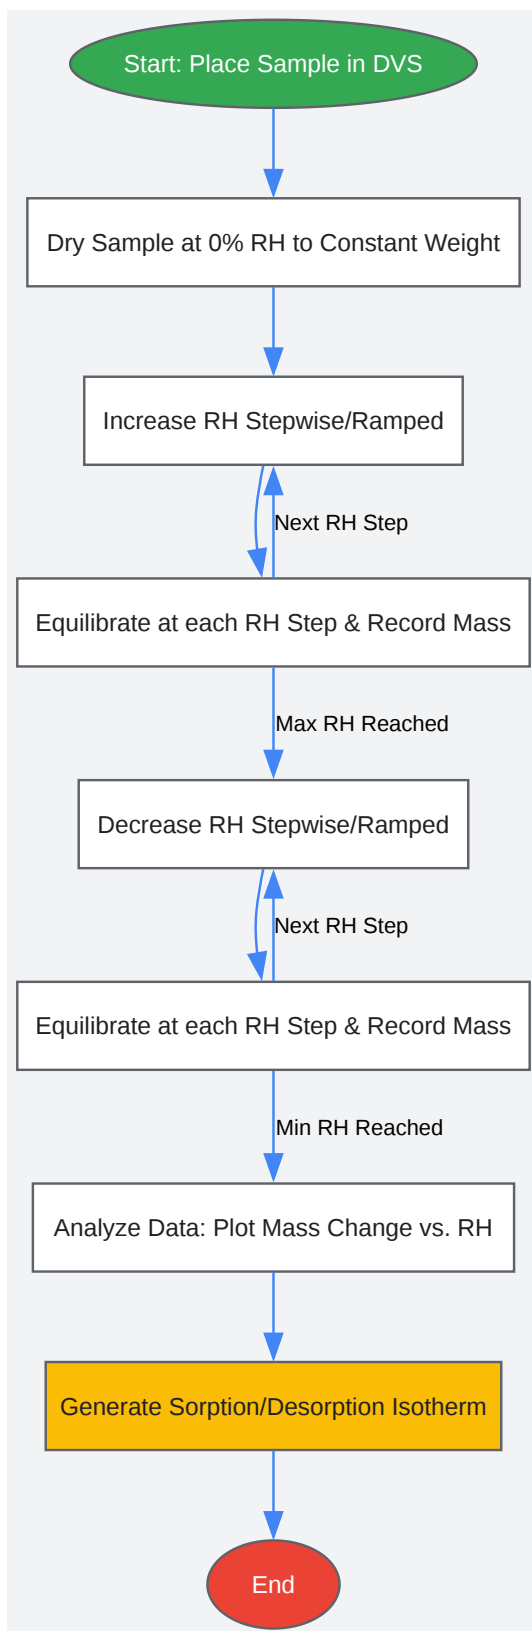 Start: Place Sample in DVS
Dry Sample at 0% RH to Constant Weight
Increase RH Stepwise/Ramped
Next RH Step
Equilibrate at each RH Step & Record Mass
Max RH Reached
Decrease RH Stepwise/Ramped
Next RH Step
Equilibrate at each RH Step & Record Mass
Min RH Reached
Analyze Data: Plot Mass Change vs. RH
Generate Sorption/Desorption Isotherm
End